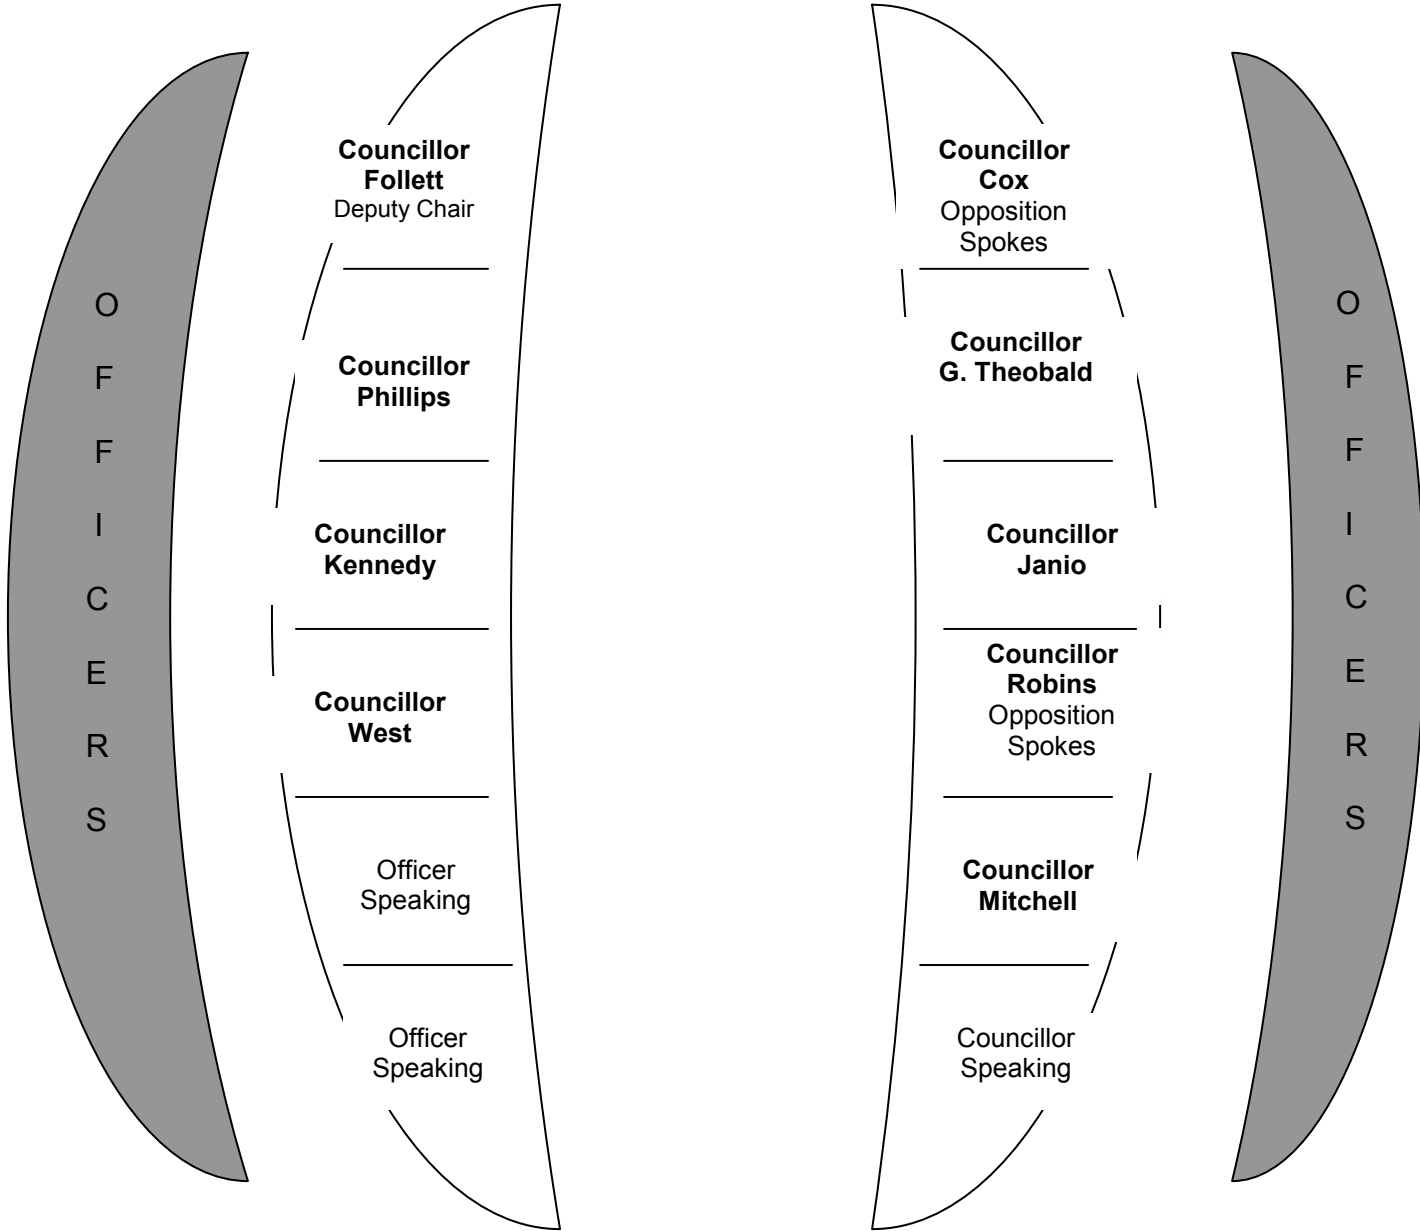 O
F
F
I
C
E
R
S
Councillor
Follett
Deputy Chair
Councillor
Phillips
Councillor
Kennedy
Councillor
West
Officer
Speaking
Officer
Speaking
Councillor
Cox
Opposition
Spokes
Councillor
G. Theobald
Councillor
Janio
Councillor
Robins
Opposition
Spokes
Councillor
Mitchell
Councillor
Speaking
O
F
F
I
C
E
R
S